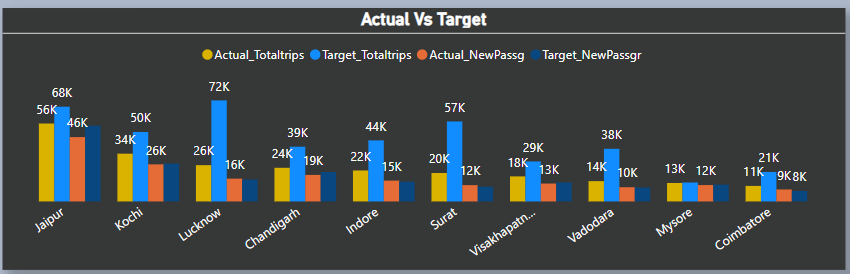 Actual Vs Target
Actual_Totaltrips Target_Totaltrips Actual_NewPassg Target_NewPassgr
56K 68K 46K 34K 50K 26K 26K 72K 16K 24K 39K 19K 22K 44K 15K 20K 57K 12K 18K 29K 13K 14K 38K 10K 13K 12K 11K 21K 9K 8K
Jaipur Kochi Lucknow Chandigarh Indore Surat Visakhapatn... Vadodara Mysore Coimbatore